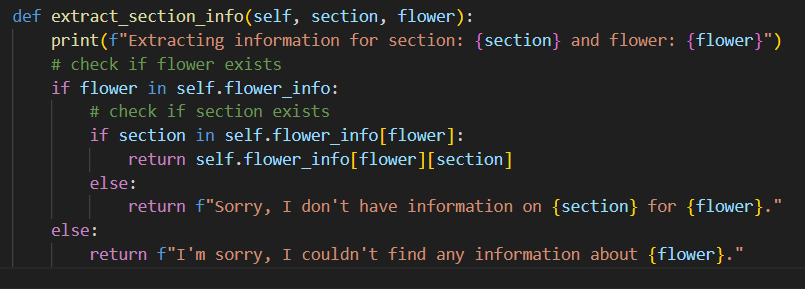 def extract_section_info(self, section, flower):
    print(f"Extracting information for section: {section} and flower: {flower}")
    # check if flower exists
    if flower in self.flower_info:
        # check if section exists
        if section in self.flower_info[flower]:
            return self.flower_info[flower][section]
        else:
            return f"Sorry, I don't have information on {section} for {flower}."
    else:
        return f"I'm sorry, I couldn't find any information about {flower}."